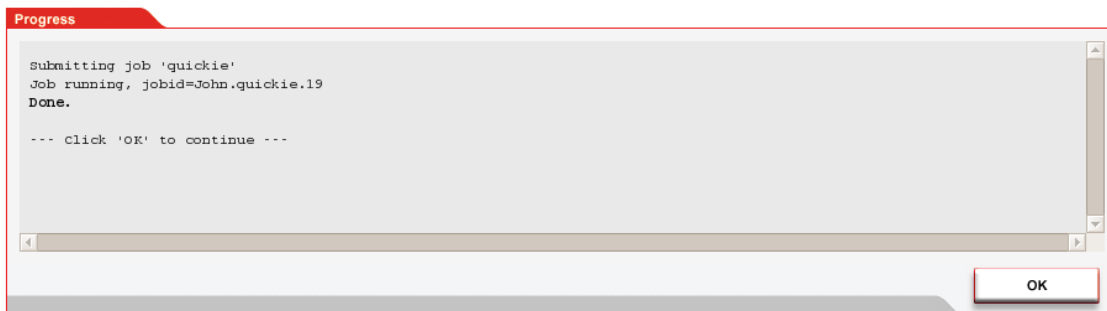 Progress
Submitting job 'quickie'
Job running, jobid=John.quickie.19
Done.
--- Click 'OK' to continue ---
OK